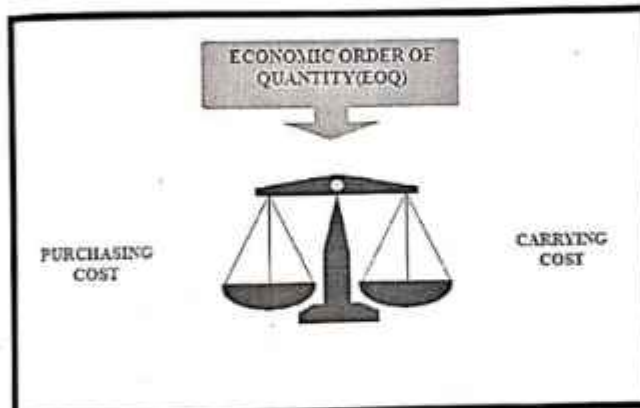 ECONOMIC ORDER OF
QUANTITY(EOQ)
PURCHASING
COST
CARRYING
COST